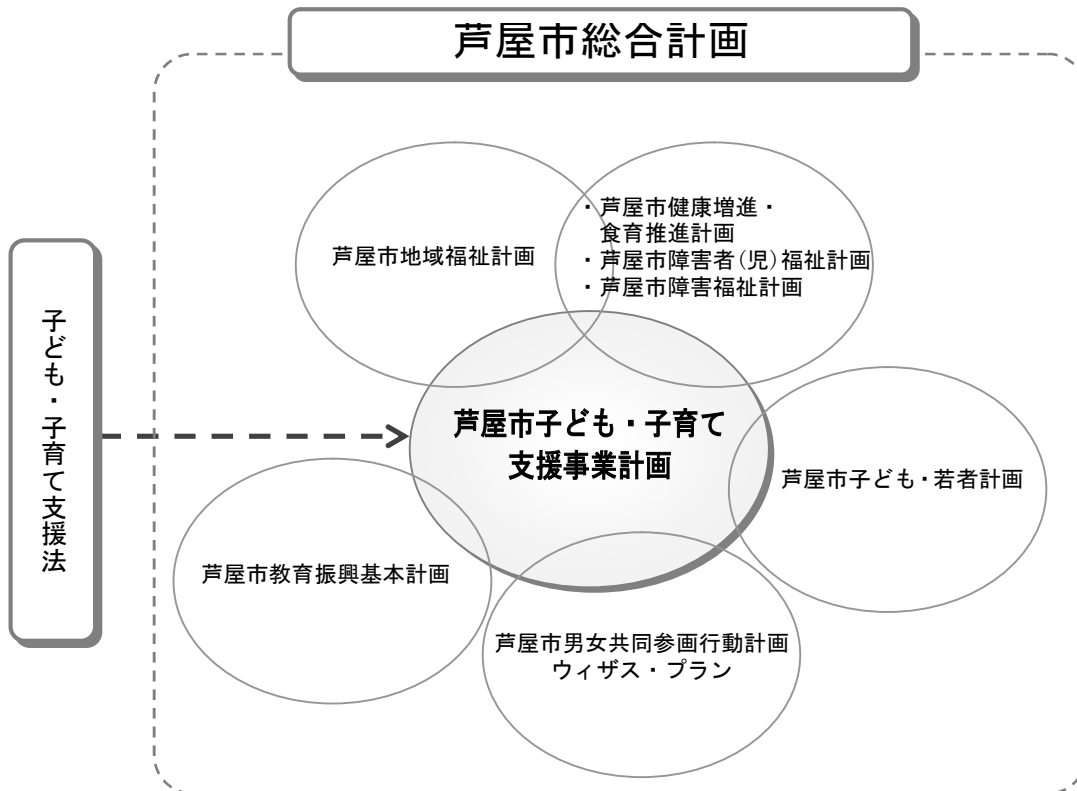 芦屋市総合計画
芦屋市地域福祉計画
・芦屋市健康増進・
食育推進計画
・芦屋市障害者(児)福祉計画
・芦屋市障害福祉計画
子ども・子育て支援法
芦屋市子ども・子育て
支援事業計画
芦屋市子ども・若者計画
芦屋市教育振興基本計画
芦屋市男女共同参画行動計画
ウィザス・プラン